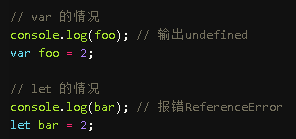 // var 的情况
console.log(foo); // 输出undefined
var foo = 2;
// let 的情况
console.log(bar); // 报错ReferenceError
let bar = 2;